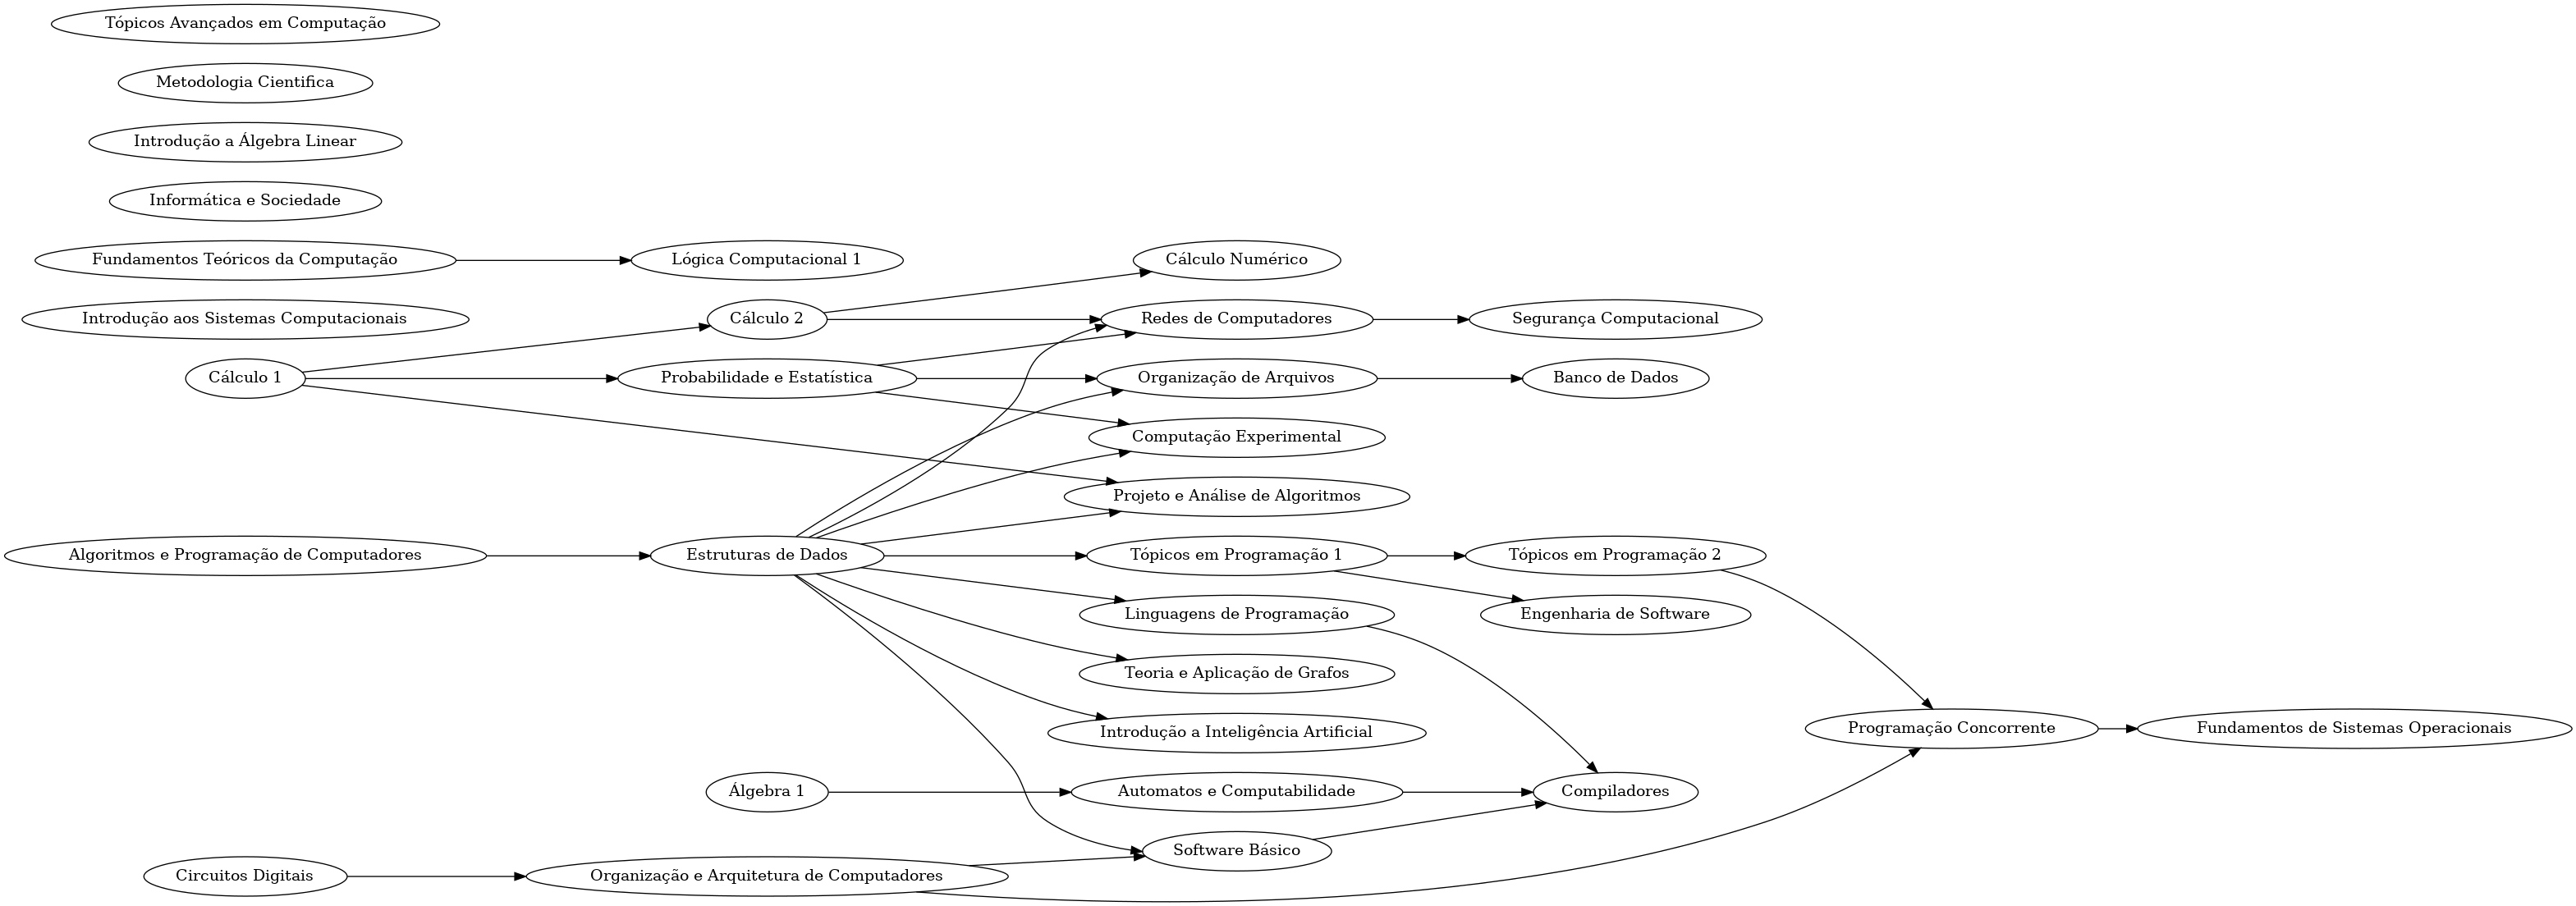 Tópicos Avançados em Computação
Metodologia Cientifica
Introdução a Álgebra Linear
Informática e Sociedade
Fundamentos Teóricos da Computação
Lógica Computacional 1
Cálculo Numérico
Introdução aos Sistemas Computacionais
Cálculo 2
Redes de Computadores
Segurança Computacional
Cálculo 1
Probabilidade e Estatística
Organização de Arquivos
Banco de Dados
Computação Experimental
Projeto e Análise de Algoritmos
Algoritmos e Programação de Computadores
Estruturas de Dados
Tópicos em Programação 1
Tópicos em Programação 2
Linguagens de Programação
Engenharia de Software
Teoria e Aplicação de Grafos
Introdução a Inteligência Artificial
Programação Concorrente
Fundamentos de Sistemas Operacionais
Álgebra 1
Automatos e Computabilidade
Compiladores
Software Básico
Circuitos Digitais
Organização e Arquitetura de Computadores